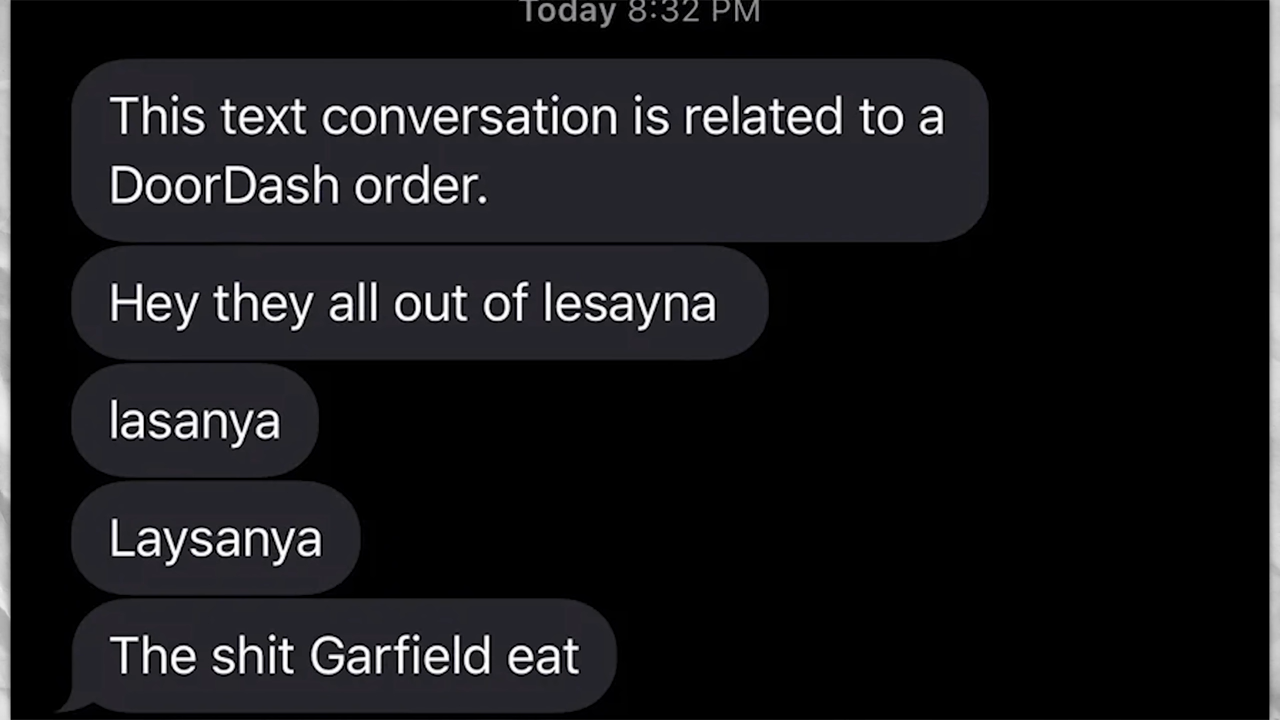 Today 8:32 PM
This text conversation is related to a
DoorDash order.
Hey they all out of lesayna
lasanya
Laysanya
The shit Garfield eat